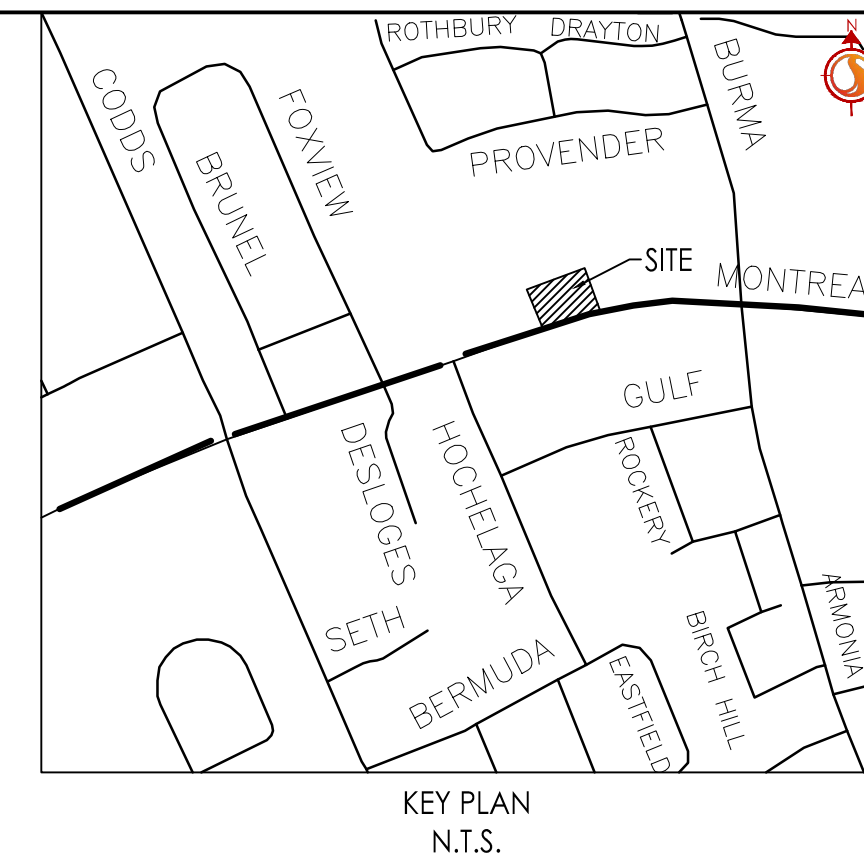 ROTHBURY
DRAYTON
N
CODDS
FOXVIEW
BURMA
BRUNEL
PROVENDER
SITE
MONTREA
GULF
DESLOGES
HOCHELAGA
ROCKERY
SETH
BERMUDA
EASTFIELD
BIRCH HILL
ARMONIA
KEY PLAN
N.T.S.